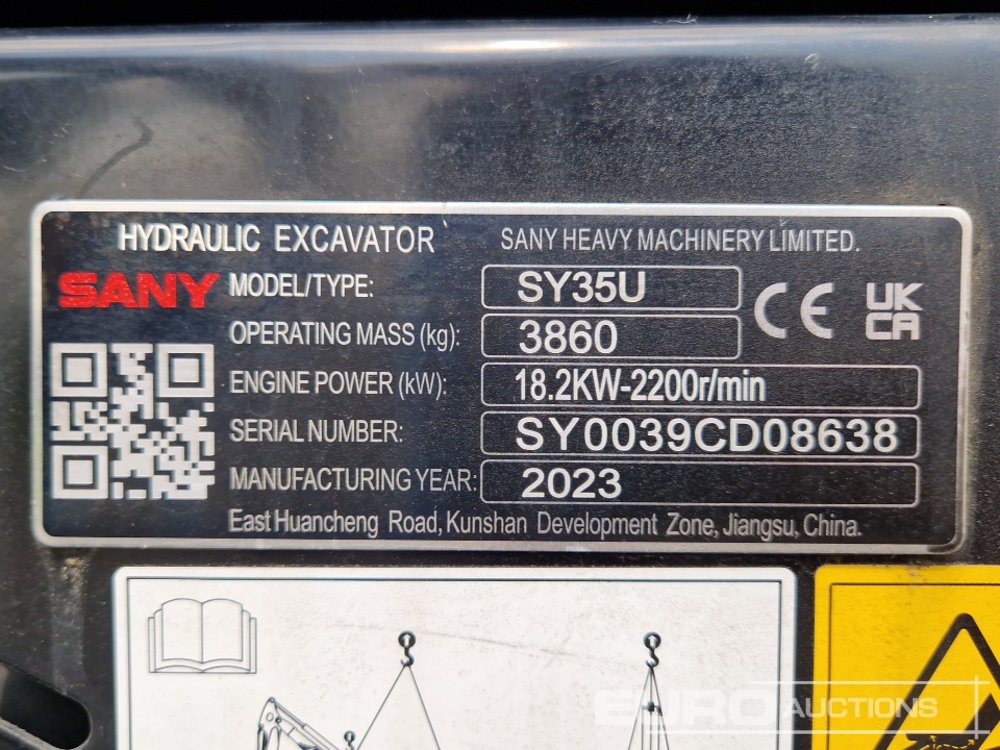 HYDRAULIC EXCAVATOR SANY HEAVY MACHINERY LIMITED.
SANY MODEL/TYPE: SY35U CE UK CA
OPERATING MASS (kg): 3860
ENGINE POWER (kW): 18.2KW-2200r/min
SERIAL NUMBER: SY0039CD08638
MANUFACTURING YEAR: 2023
East Huancheng Road, Kunshan Development Zone, Jiangsu, China.
EURO AUCTIONS